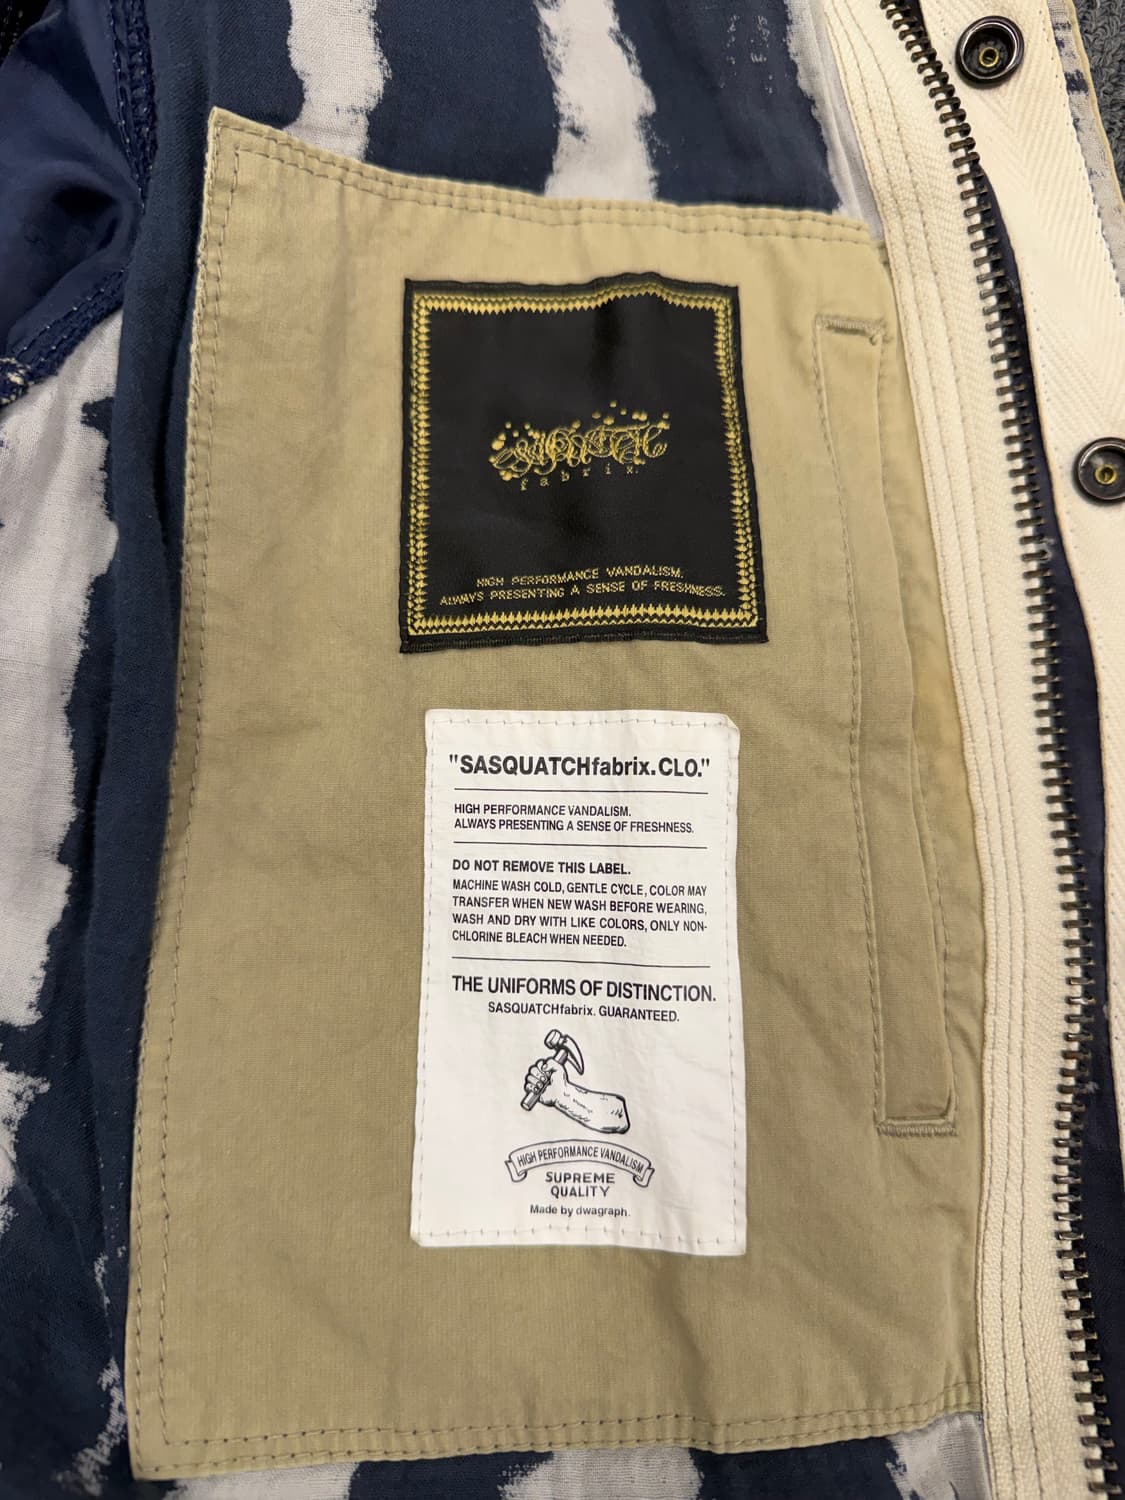 SASQUATCH
fabrix.
HIGH PERFORMANCE VANDALISM.
ALWAYS PRESENTING A SENSE OF FRESHNESS.
"SASQUATCHfabrix.CLO."
HIGH PERFORMANCE VANDALISM.
ALWAYS PRESENTING A SENSE OF FRESHNESS.
DO NOT REMOVE THIS LABEL.
MACHINE WASH COLD, GENTLE CYCLE, COLOR MAY
TRANSFER WHEN NEW WASH BEFORE WEARING,
WASH AND DRY WITH LIKE COLORS, ONLY NON-
CHLORINE BLEACH WHEN NEEDED.
THE UNIFORMS OF DISTINCTION.
SASQUATCHfabrix. GUARANTEED.
HIGH PERFORMANCE VANDALISM
SUPREME
QUALITY
Made by dwagraph.